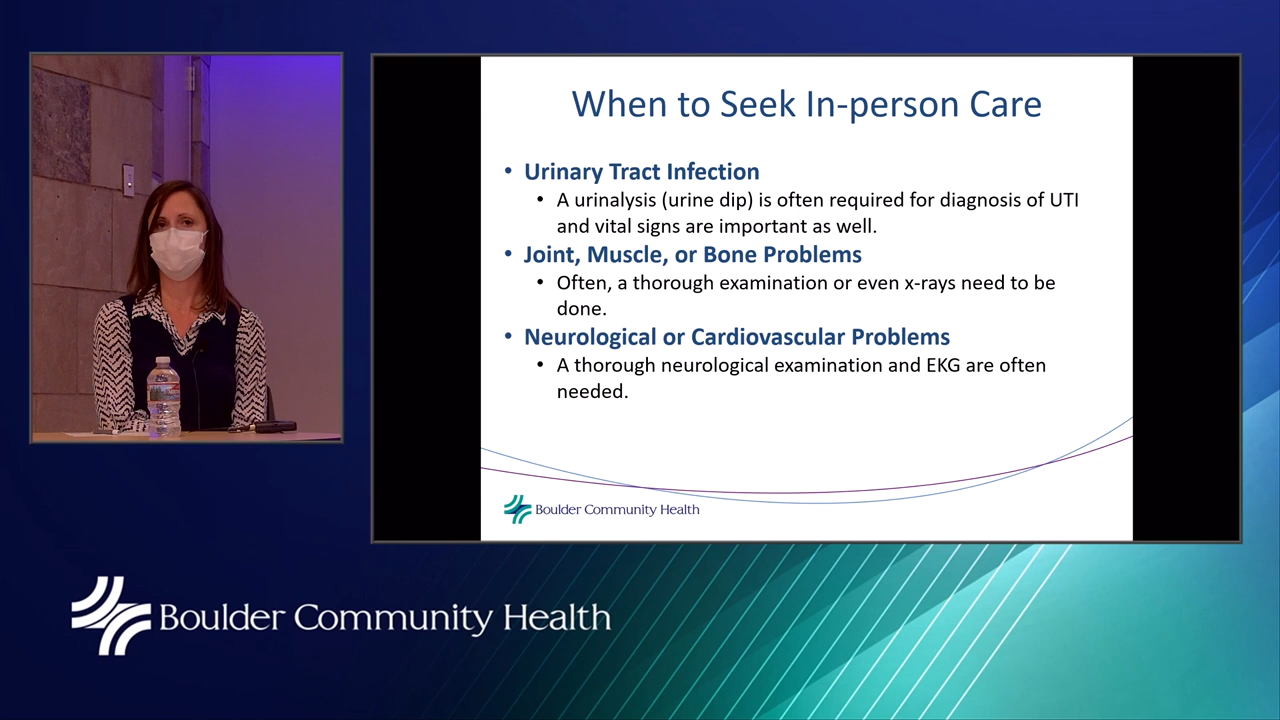 When to Seek In-person Care
• Urinary Tract Infection
• A urinalysis (urine dip) is often required for diagnosis of UTI
and vital signs are important as well.
• Joint, Muscle, or Bone Problems
• Often, a thorough examination or even x-rays need to be
done.
• Neurological or Cardiovascular Problems
• A thorough neurological examination and EKG are often
needed.
Boulder Community Health
Boulder Community Health